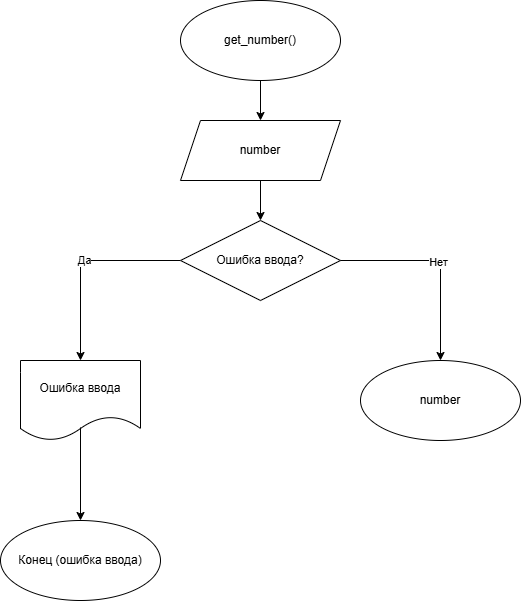 get_number()
number
Ошибка ввода?
Да
Нет
Ошибка ввода
number
Конец (ошибка ввода)